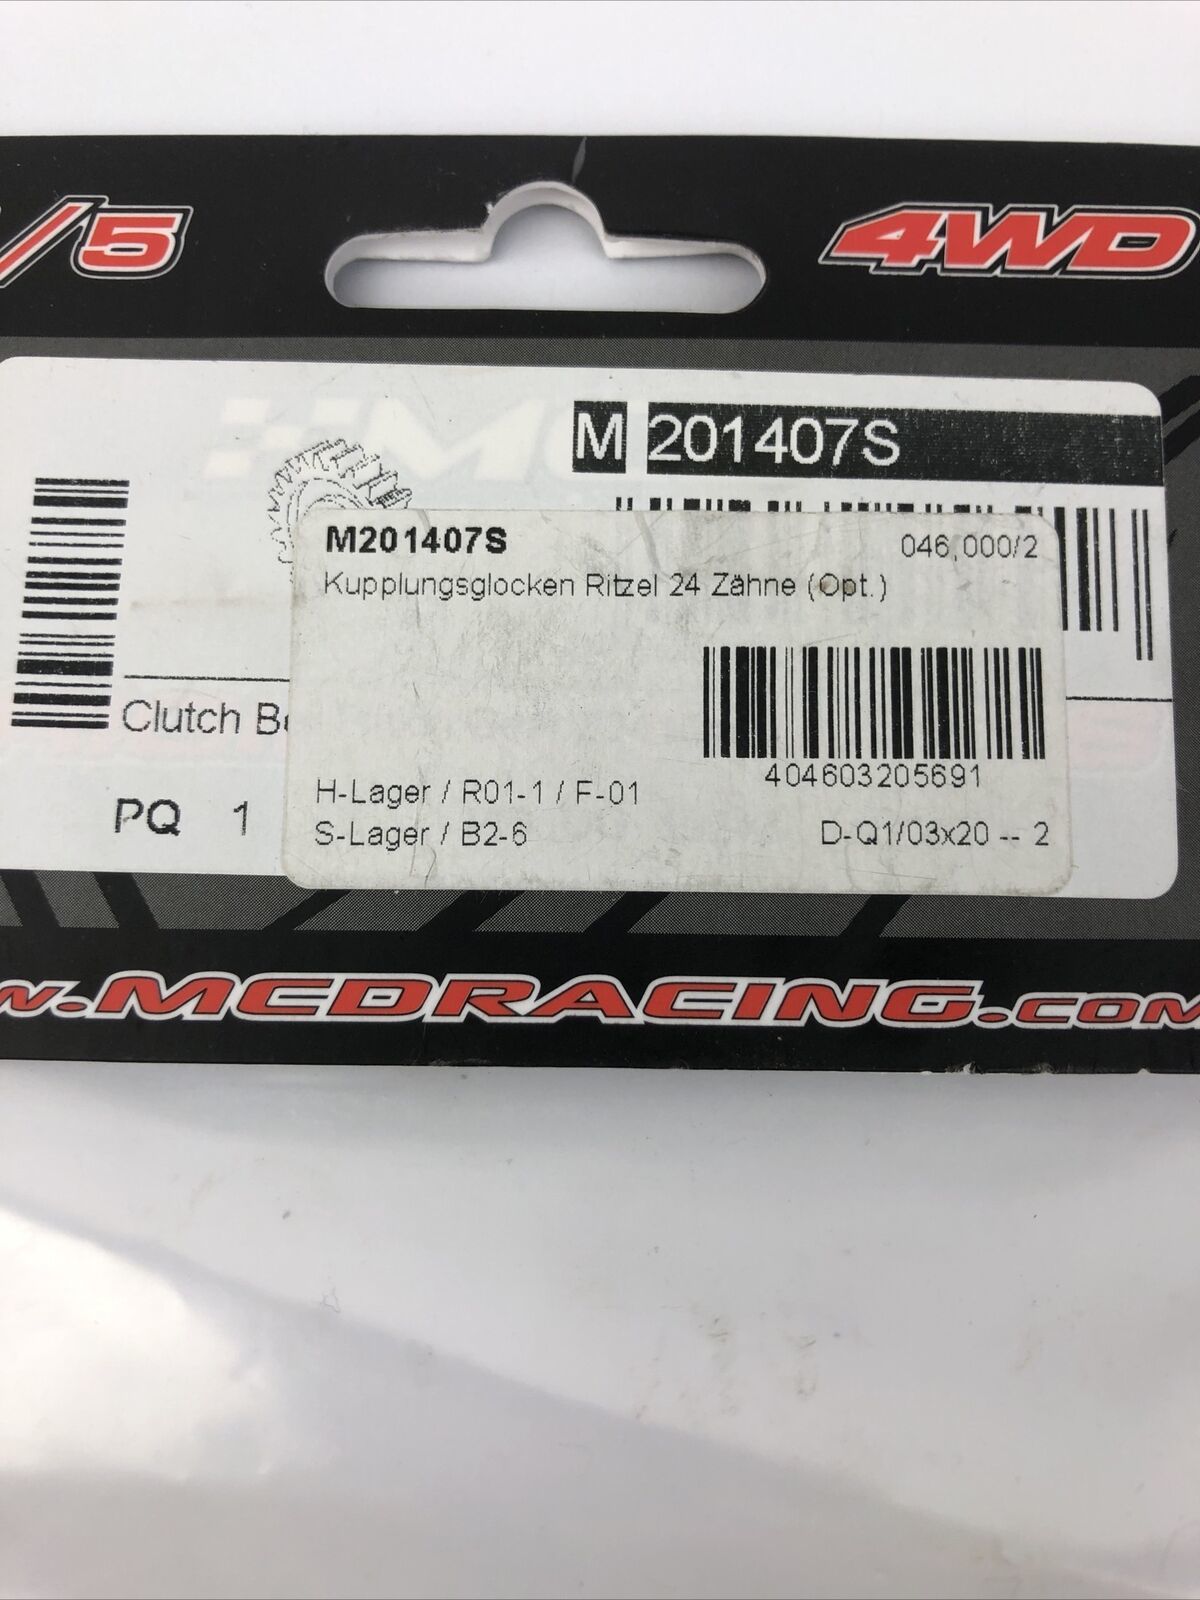 /5
4WD
M 201407S
M201407S
046,000/2
Kupplungsglocken Ritzel 24 Zähne (Opt.)
404603205691
Clutch
H-Lager / R01-1 / F-01
PQ 1
S-Lager / B2-6
D-Q1/03x20 -- 2
.MCDRACING.COM